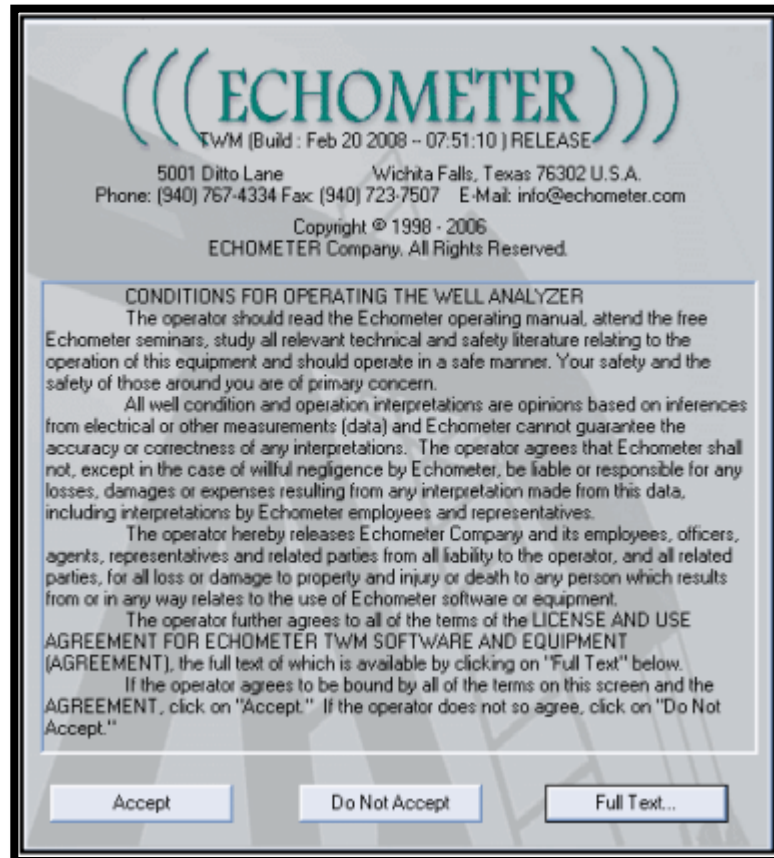 ((( ECHOMETER )))
TWM (Build : Feb 20 2008 -- 07:51:10 ) RELEASE
5001 Ditto Lane Wichita Falls, Texas 76302 U.S.A.
Phone: (940) 767-4334 Fax: (940) 723-7507 E-Mail: info@echometer.com
Copyright © 1998 - 2006
ECHOMETER Company. All Rights Reserved.
CONDITIONS FOR OPERATING THE WELL ANALYZER
The operator should read the Echometer operating manual, attend the free
Echometer seminars, study all relevant technical and safety literature relating to the
operation of this equipment and should operate in a safe manner. Your safety and the
safety of those around you are of primary concern.
All well condition and operation interpretations are opinions based on inferences
from electrical or other measurements (data) and Echometer cannot guarantee the
accuracy or correctness of any interpretations. The operator agrees that Echometer shall
not, except in the case of willful negligence by Echometer, be liable or responsible for any
losses, damages or expenses resulting from any interpretation made from this data,
including interpretations by Echometer employees and representatives.
The operator hereby releases Echometer Company and its employees, officers,
agents, representatives and related parties from all liability to the operator, and all related
parties, for all loss or damage to property and injury or death to any person which results
from or in any way relates to the use of Echometer software or equipment.
The operator further agrees to all of the terms of the LICENSE AND USE
AGREEMENT FOR ECHOMETER TWM SOFTWARE AND EQUIPMENT
(AGREEMENT), the full text of which is available by clicking on "Full Text" below.
If the operator agrees to be bound by all of the terms on this screen and the
AGREEMENT, click on "Accept." If the operator does not so agree, click on "Do Not
Accept."
Accept Do Not Accept Full Text...